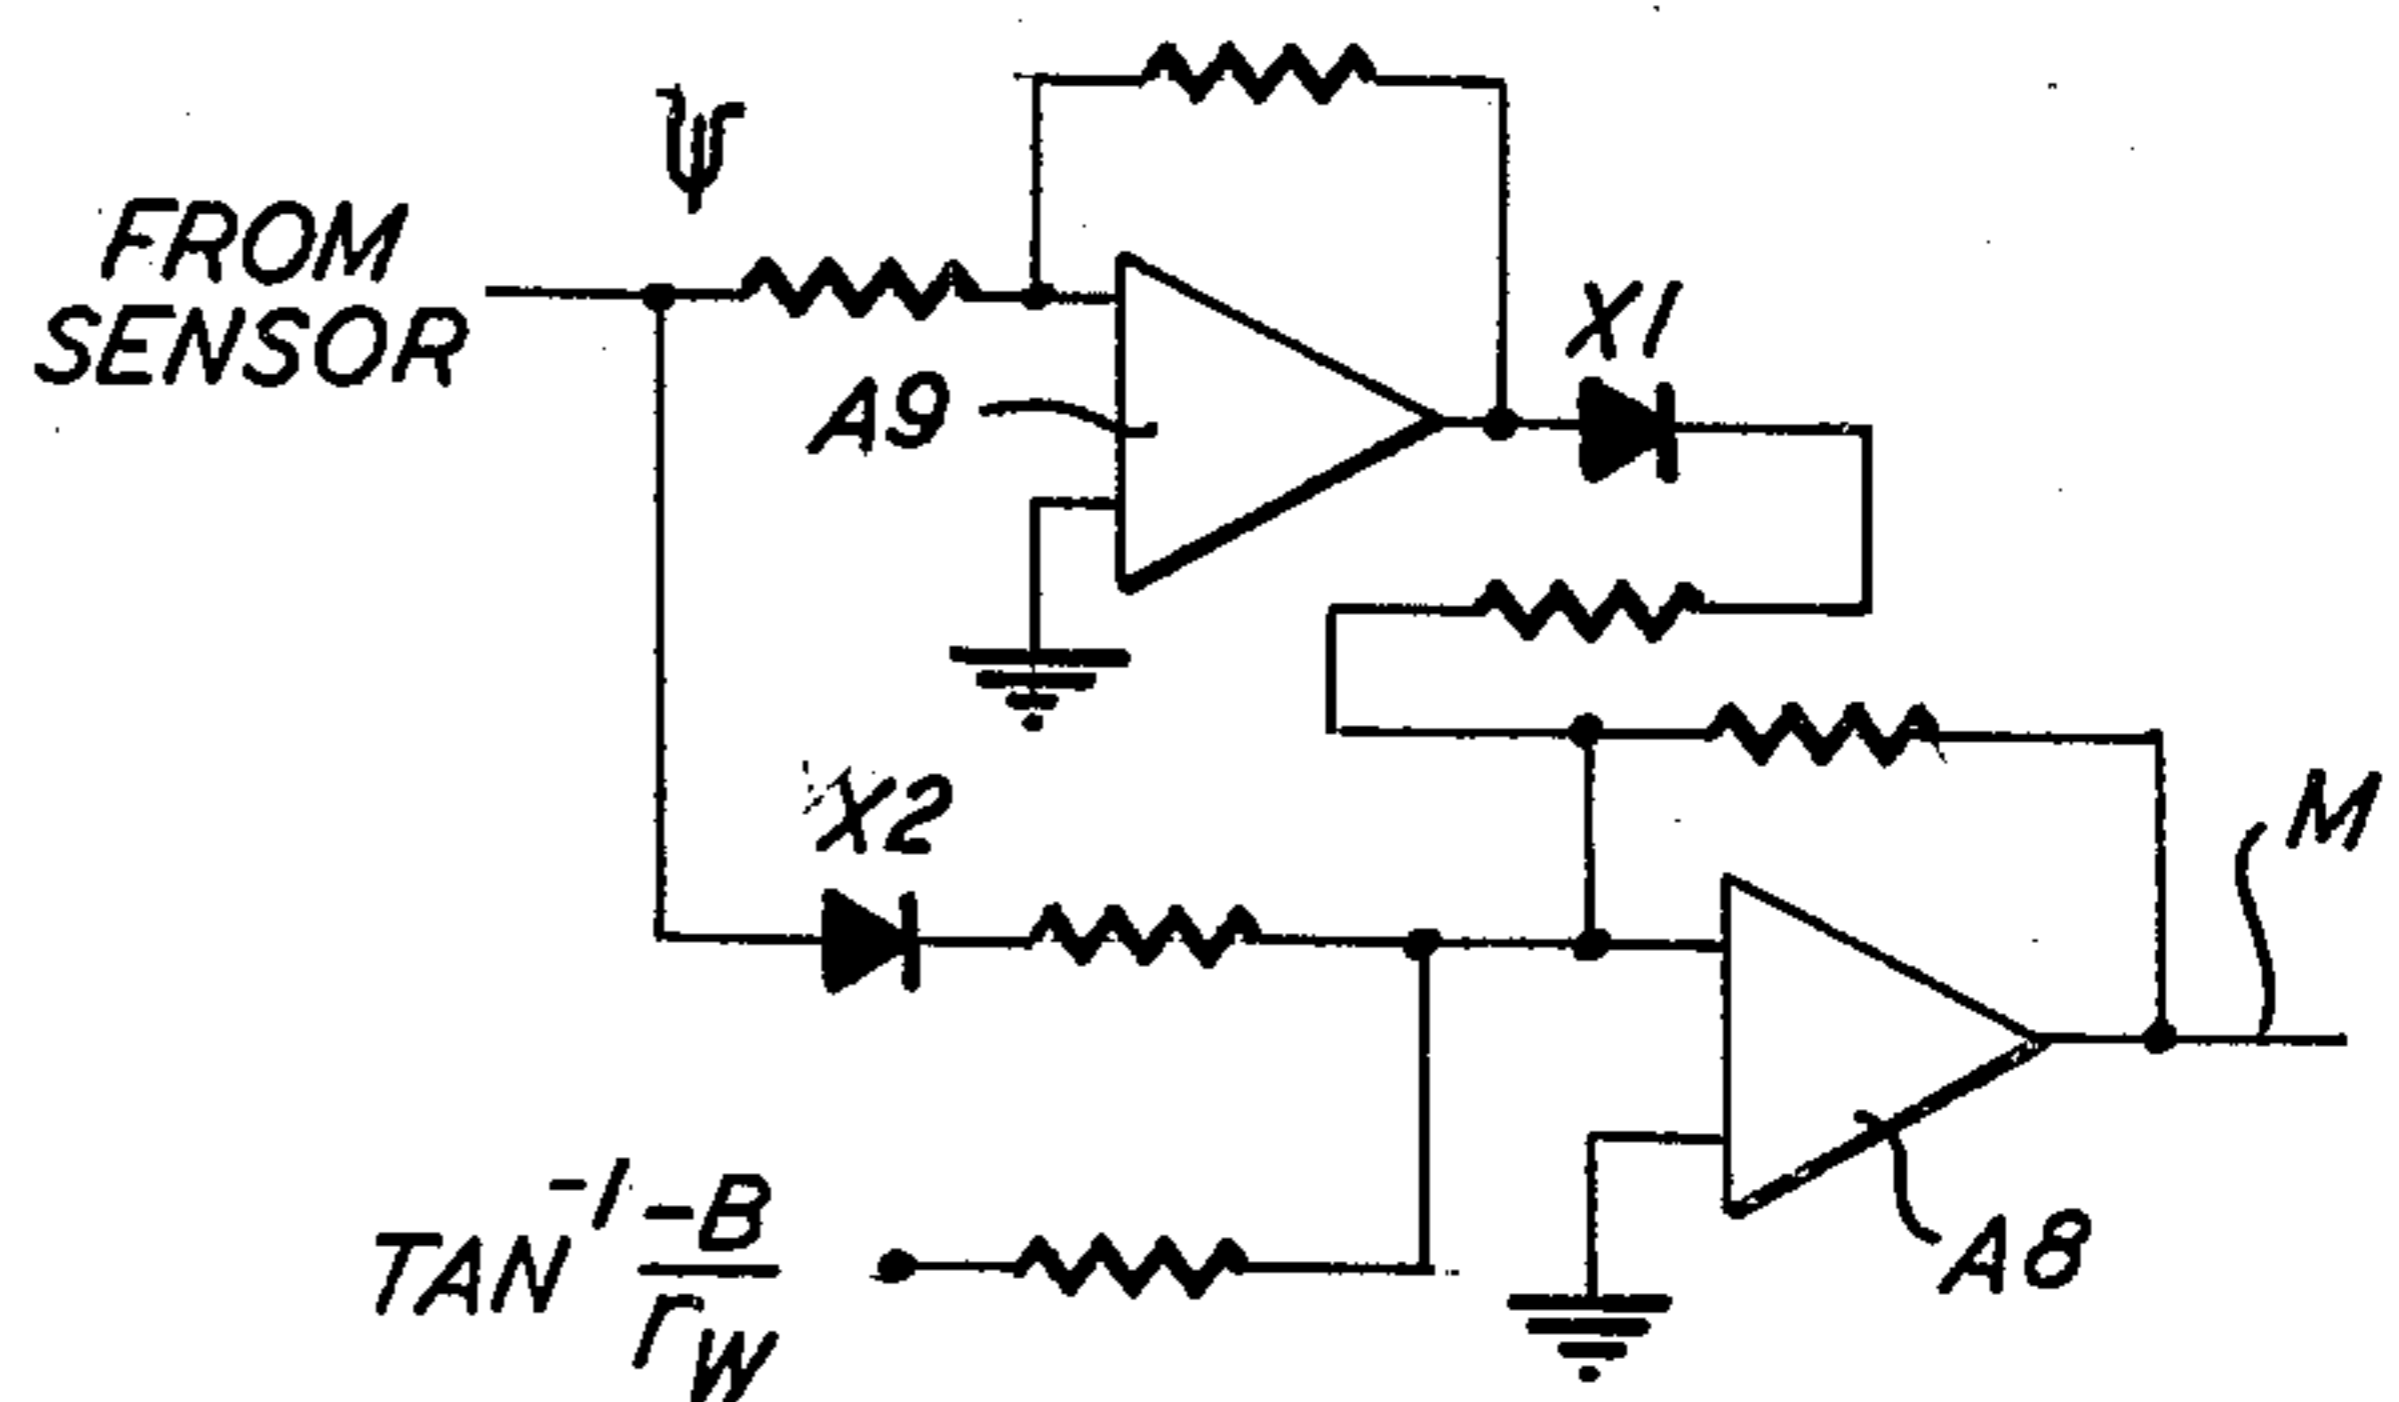 ψ
FROM
SENSOR
A9
X1
X2
M
TAN⁻¹ -B
r_W
A8